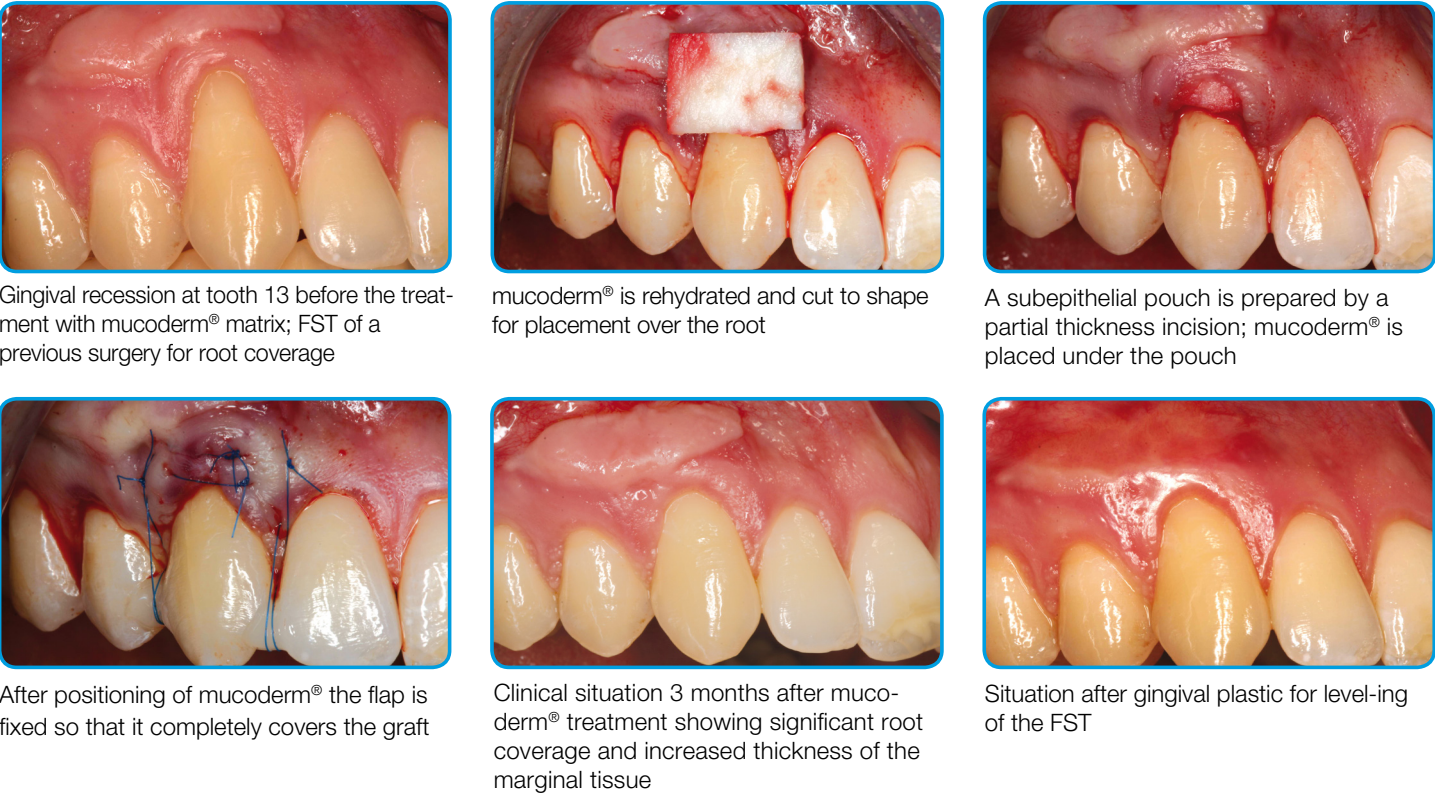 Gingival recession at tooth 13 before the treat-
ment with mucoderm® matrix; FST of a
previous surgery for root coverage
mucoderm® is rehydrated and cut to shape
for placement over the root
A subepithelial pouch is prepared by a
partial thickness incision; mucoderm® is
placed under the pouch
After positioning of mucoderm® the flap is
fixed so that it completely covers the graft
Clinical situation 3 months after muco-
derm® treatment showing significant root
coverage and increased thickness of the
marginal tissue
Situation after gingival plastic for level-ing
of the FST